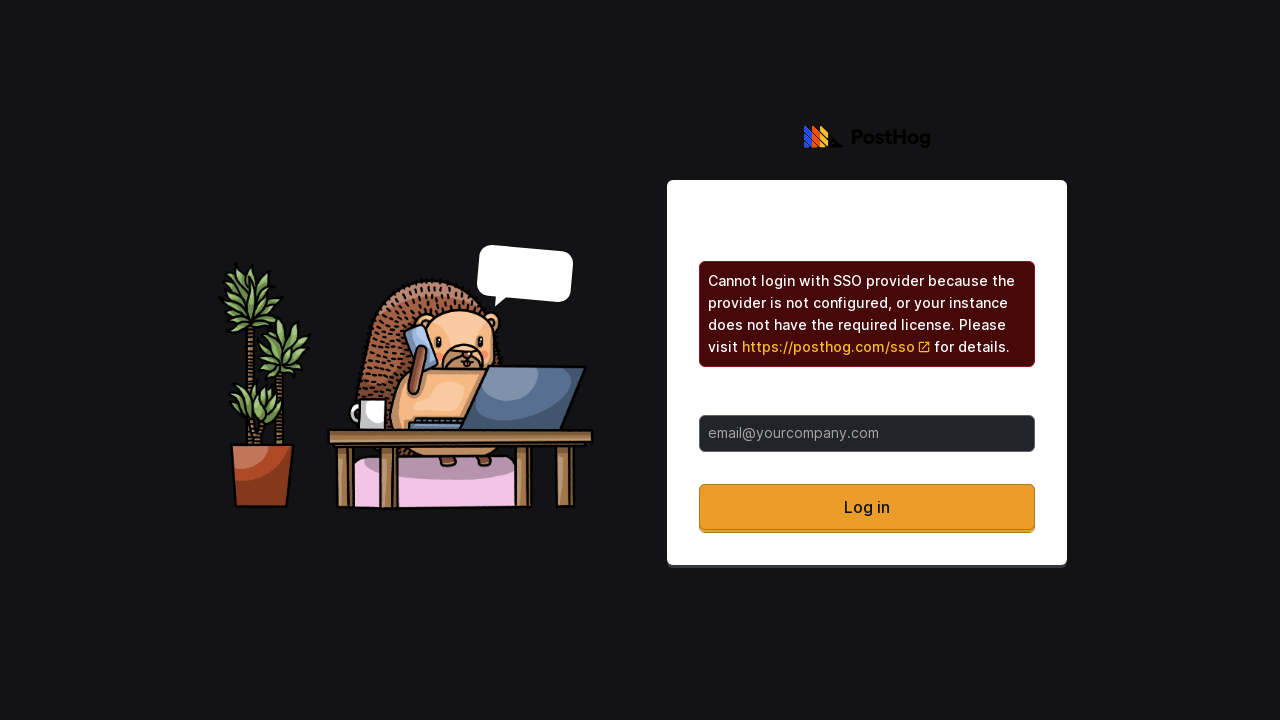 PostHog
Cannot login with SSO provider because the
provider is not configured, or your instance
does not have the required license. Please
visit https://posthog.com/sso for details.
email@yourcompany.com
Log in